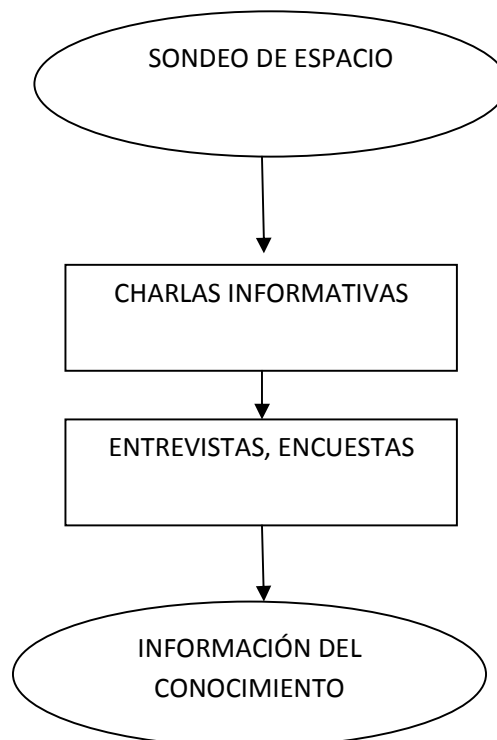 SONDEO DE ESPACIO
CHARLAS INFORMATIVAS
ENTREVISTAS, ENCUESTAS
INFORMACIÓN DEL
CONOCIMIENTO